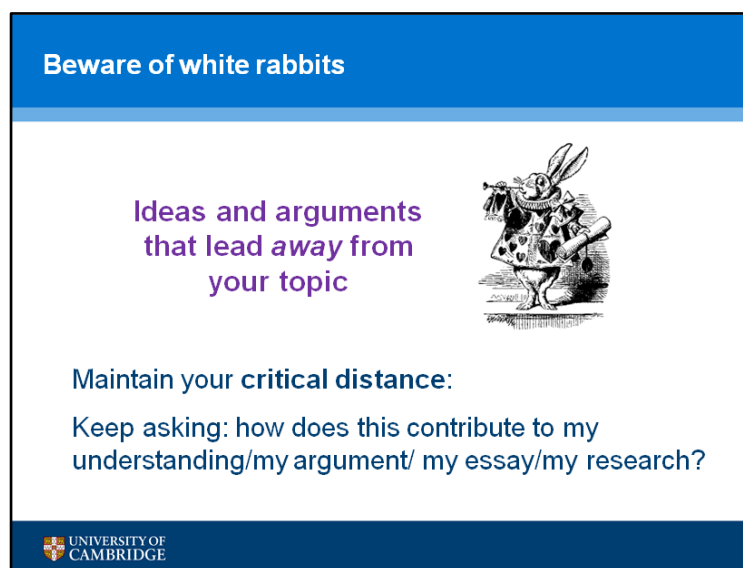 Beware of white rabbits
Ideas and arguments
that lead away from
your topic
Maintain your critical distance:
Keep asking: how does this contribute to my
understanding/my argument/ my essay/my research?
UNIVERSITY OF
CAMBRIDGE